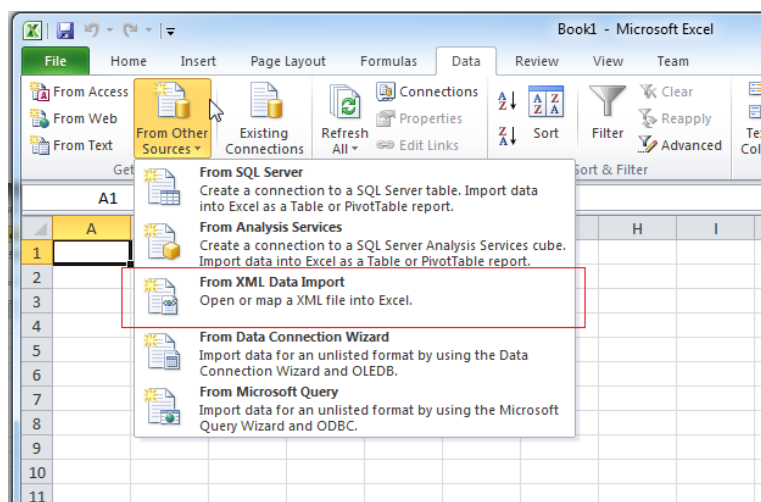 Book1 - Microsoft Excel
File Home Insert Page Layout Formulas Data Review View Team
From Access
From Web
From Text
From Other
Sources
Existing
Connections
Refresh
All
Connections
Properties
Edit Links
Sort
Filter
Clear
Reapply
Advanced
Sort & Filter
A1
A H I
1
2
3
4
5
6
7
8
9
10
11
From SQL Server
Create a connection to a SQL Server table. Import data
into Excel as a Table or PivotTable report.
From Analysis Services
Create a connection to a SQL Server Analysis Services cube.
Import data into Excel as a Table or PivotTable report.
From XML Data Import
Open or map a XML file into Excel.
From Data Connection Wizard
Import data for an unlisted format by using the Data
Connection Wizard and OLEDB.
From Microsoft Query
Import data for an unlisted format by using the Microsoft
Query Wizard and ODBC.